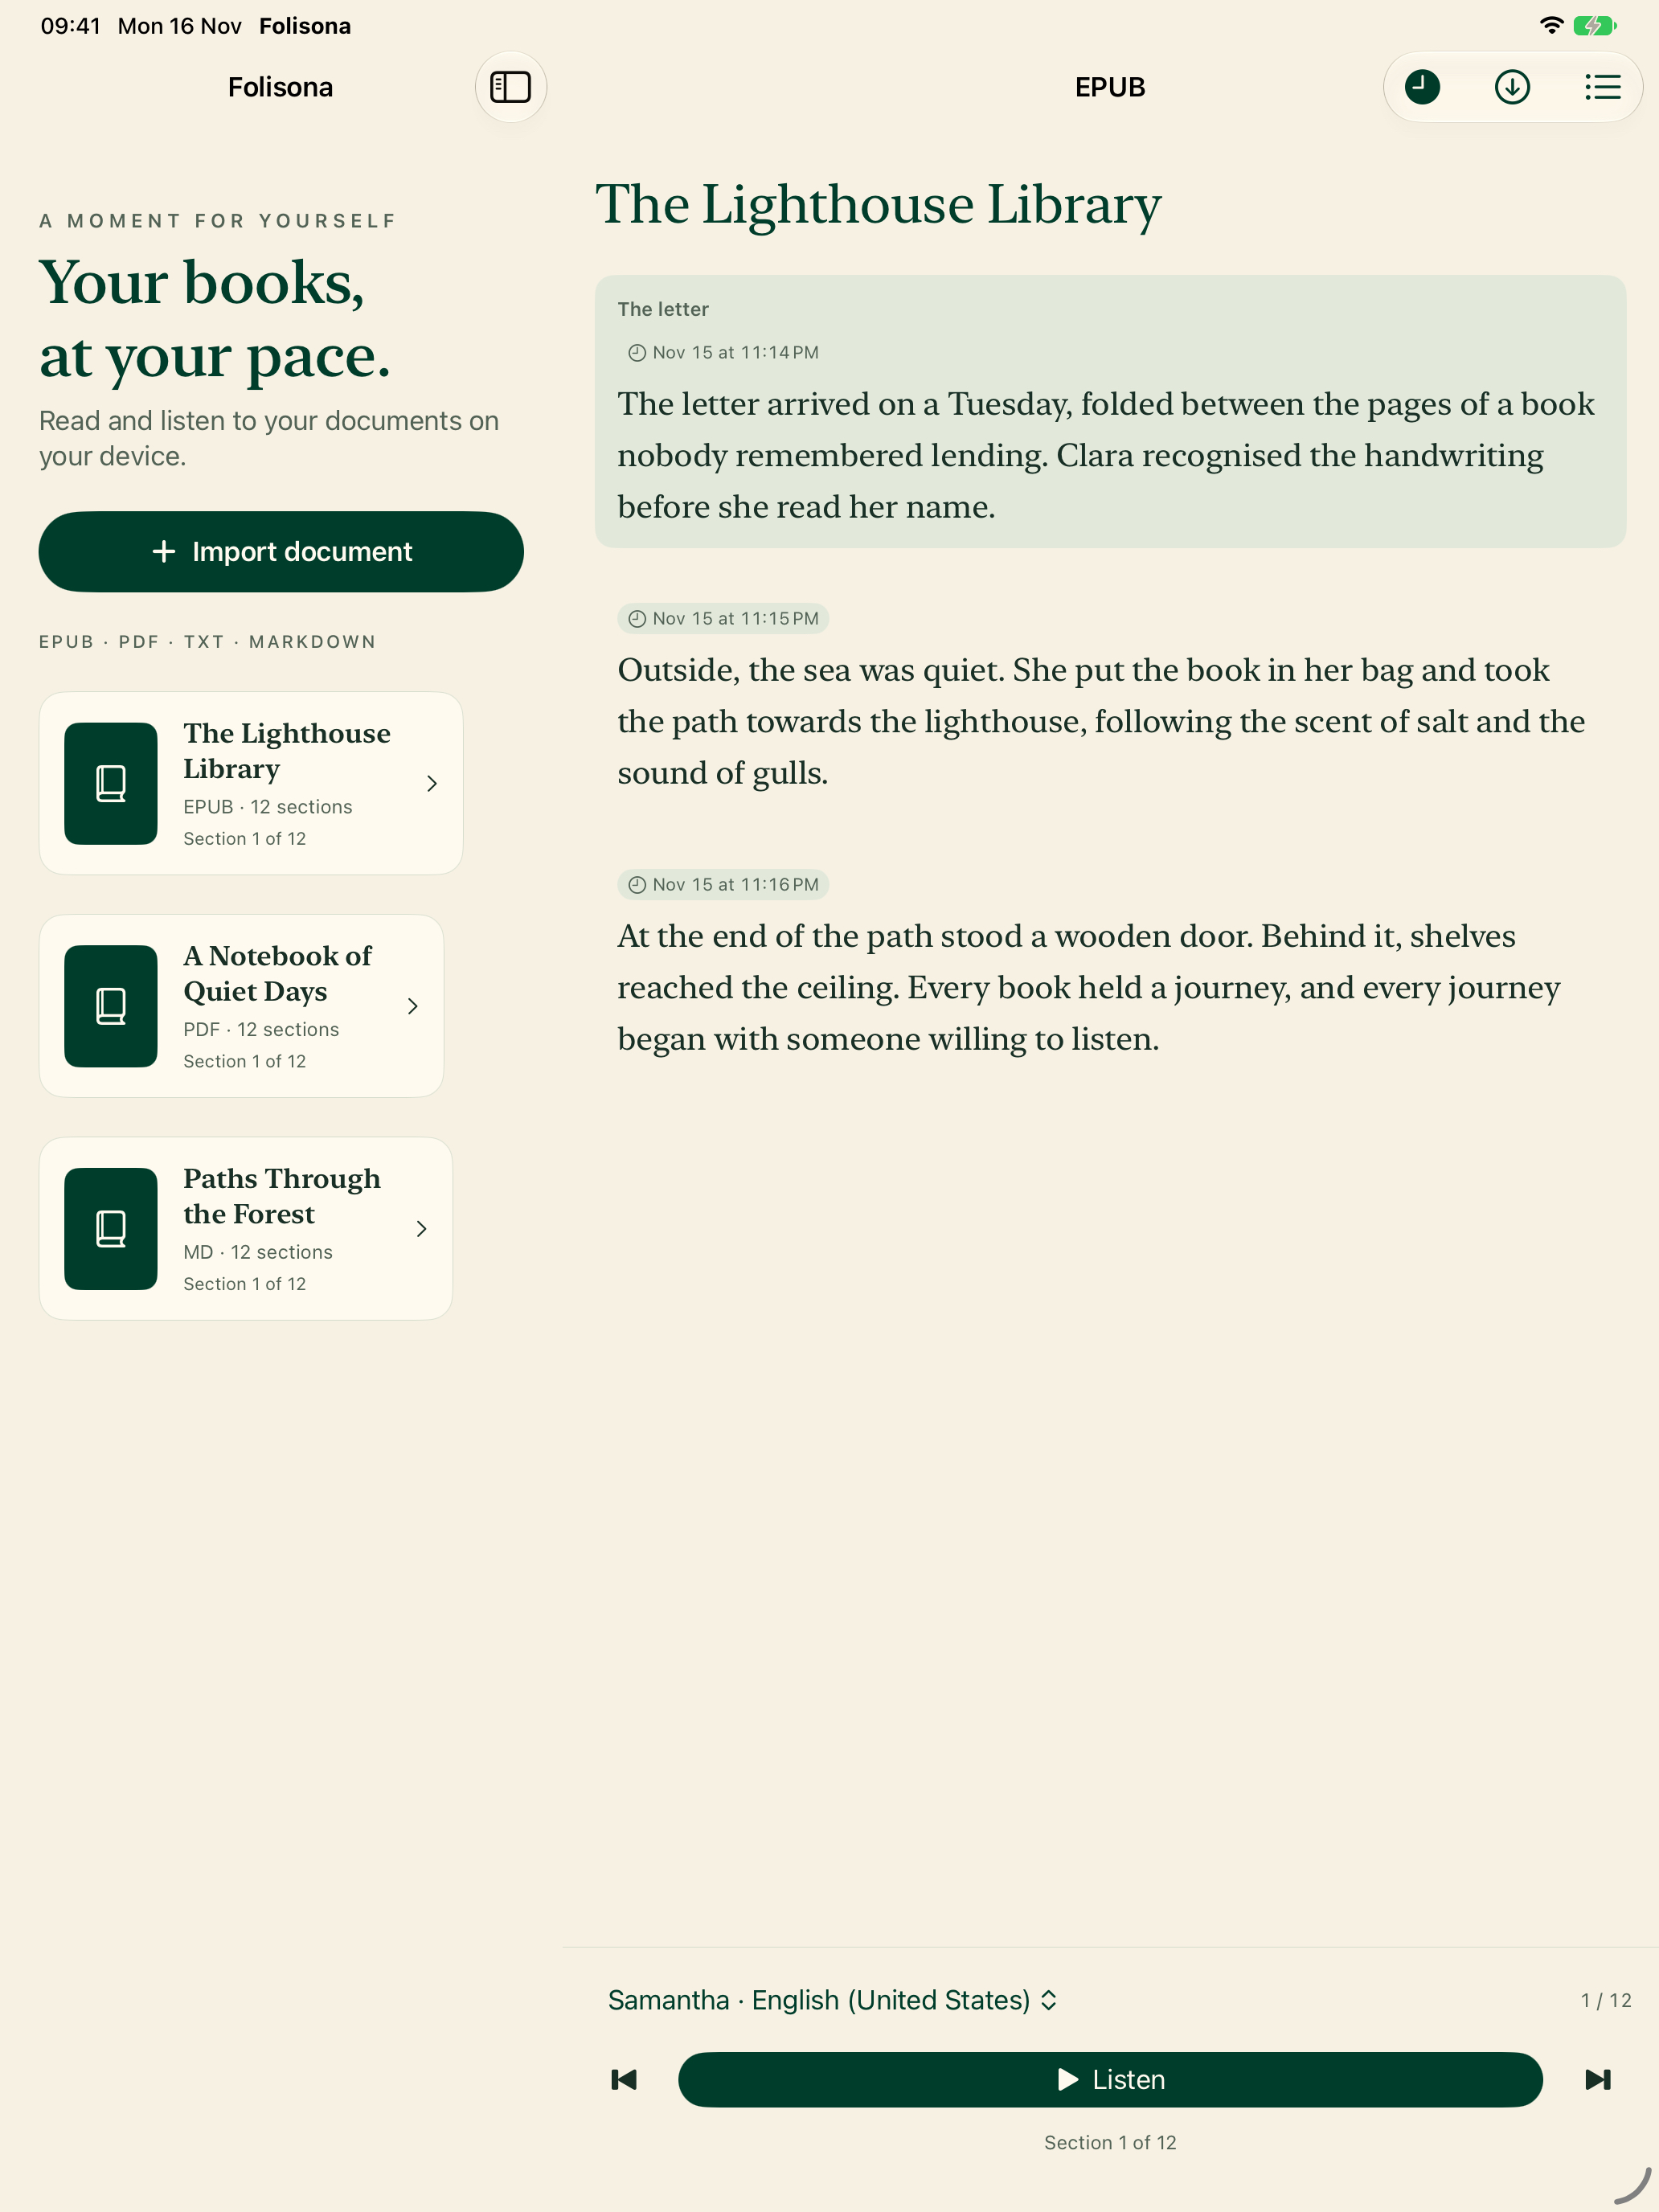 09:41 Mon 16 Nov Folisona
Folisona
EPUB
A MOMENT FOR YOURSELF
Your books,
at your pace.
Read and listen to your documents on
your device.
Import document
EPUB · PDF · TXT · MARKDOWN
The Lighthouse
Library
EPUB · 12 sections
Section 1 of 12
A Notebook of
Quiet Days
PDF · 12 sections
Section 1 of 12
Paths Through
the Forest
MD · 12 sections
Section 1 of 12
The Lighthouse Library
The letter
Nov 15 at 11:14 PM
The letter arrived on a Tuesday, folded between the pages of a book
nobody remembered lending. Clara recognised the handwriting
before she read her name.
Nov 15 at 11:15 PM
Outside, the sea was quiet. She put the book in her bag and took
the path towards the lighthouse, following the scent of salt and the
sound of gulls.
Nov 15 at 11:16 PM
At the end of the path stood a wooden door. Behind it, shelves
reached the ceiling. Every book held a journey, and every journey
began with someone willing to listen.
Samantha · English (United States)
1 / 12
Listen
Section 1 of 12